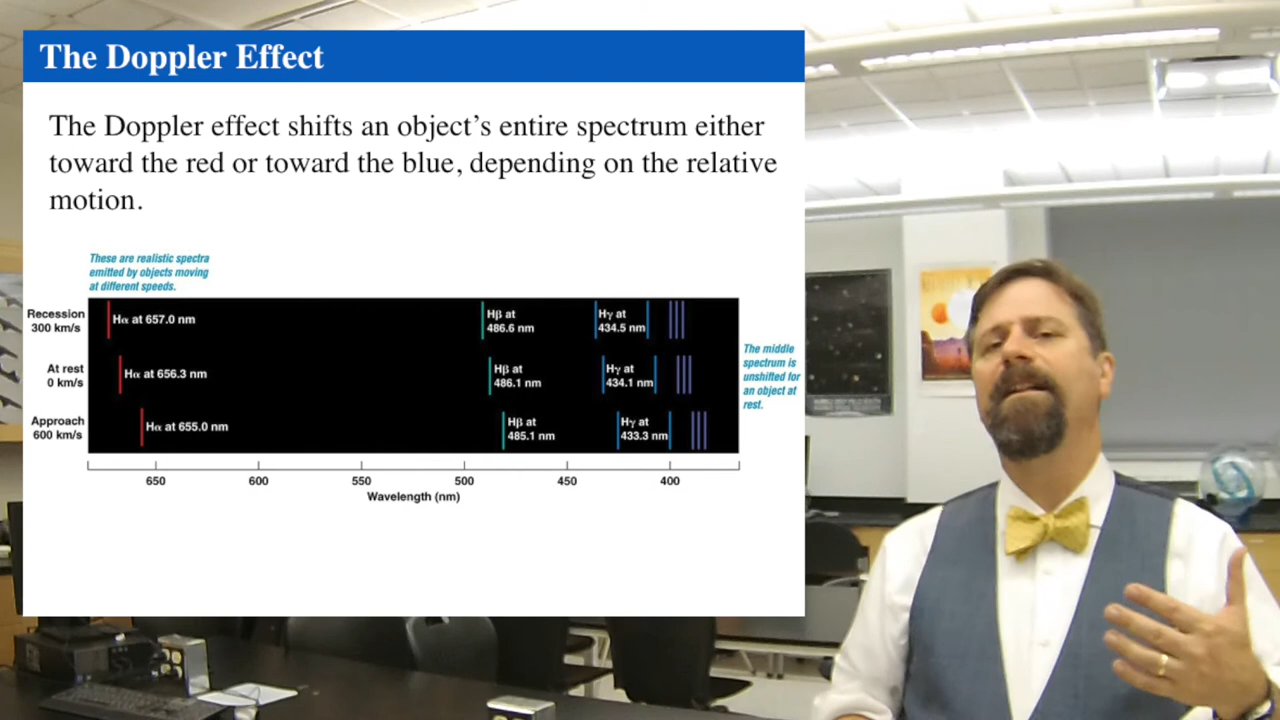 The Doppler Effect
The Doppler effect shifts an object’s entire spectrum either
toward the red or toward the blue, depending on the relative
motion.
These are realistic spectra
emitted by objects moving
at different speeds.
Recession
300 km/s
Hα at 657.0 nm
Hβ at
486.6 nm
Hγ at
434.5 nm
At rest
0 km/s
Hα at 656.3 nm
Hβ at
486.1 nm
Hγ at
434.1 nm
The middle
spectrum is
unshifted for
an object at
rest.
Approach
600 km/s
Hα at 655.0 nm
Hβ at
485.1 nm
Hγ at
433.3 nm
650 600 550 500 450 400
Wavelength (nm)